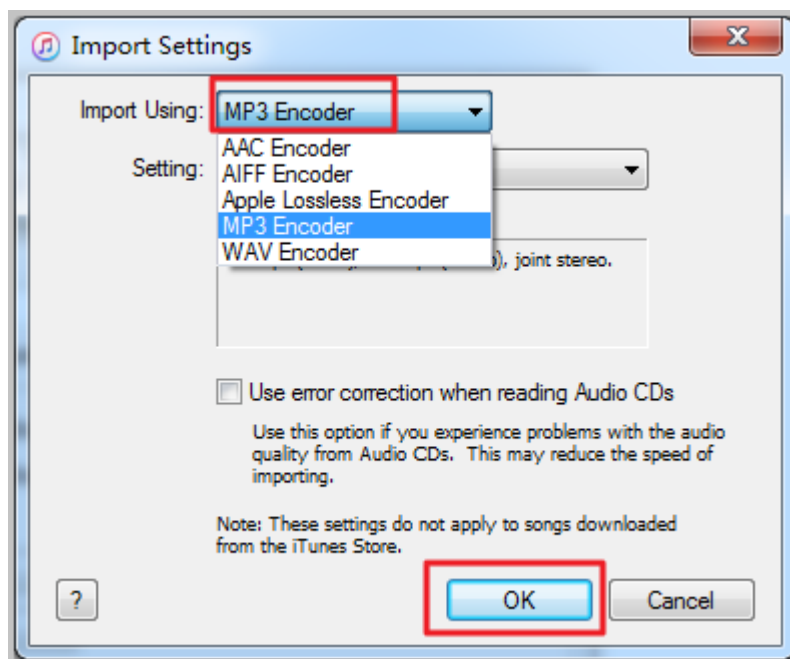 Import Settings
Import Using: MP3 Encoder
AAC Encoder
Setting: AIFF Encoder
Apple Lossless Encoder
MP3 Encoder
WAV Encoder
joint stereo.
Use error correction when reading Audio CDs
Use this option if you experience problems with the audio
quality from Audio CDs. This may reduce the speed of
importing.
Note: These settings do not apply to songs downloaded
from the iTunes Store.
? OK Cancel